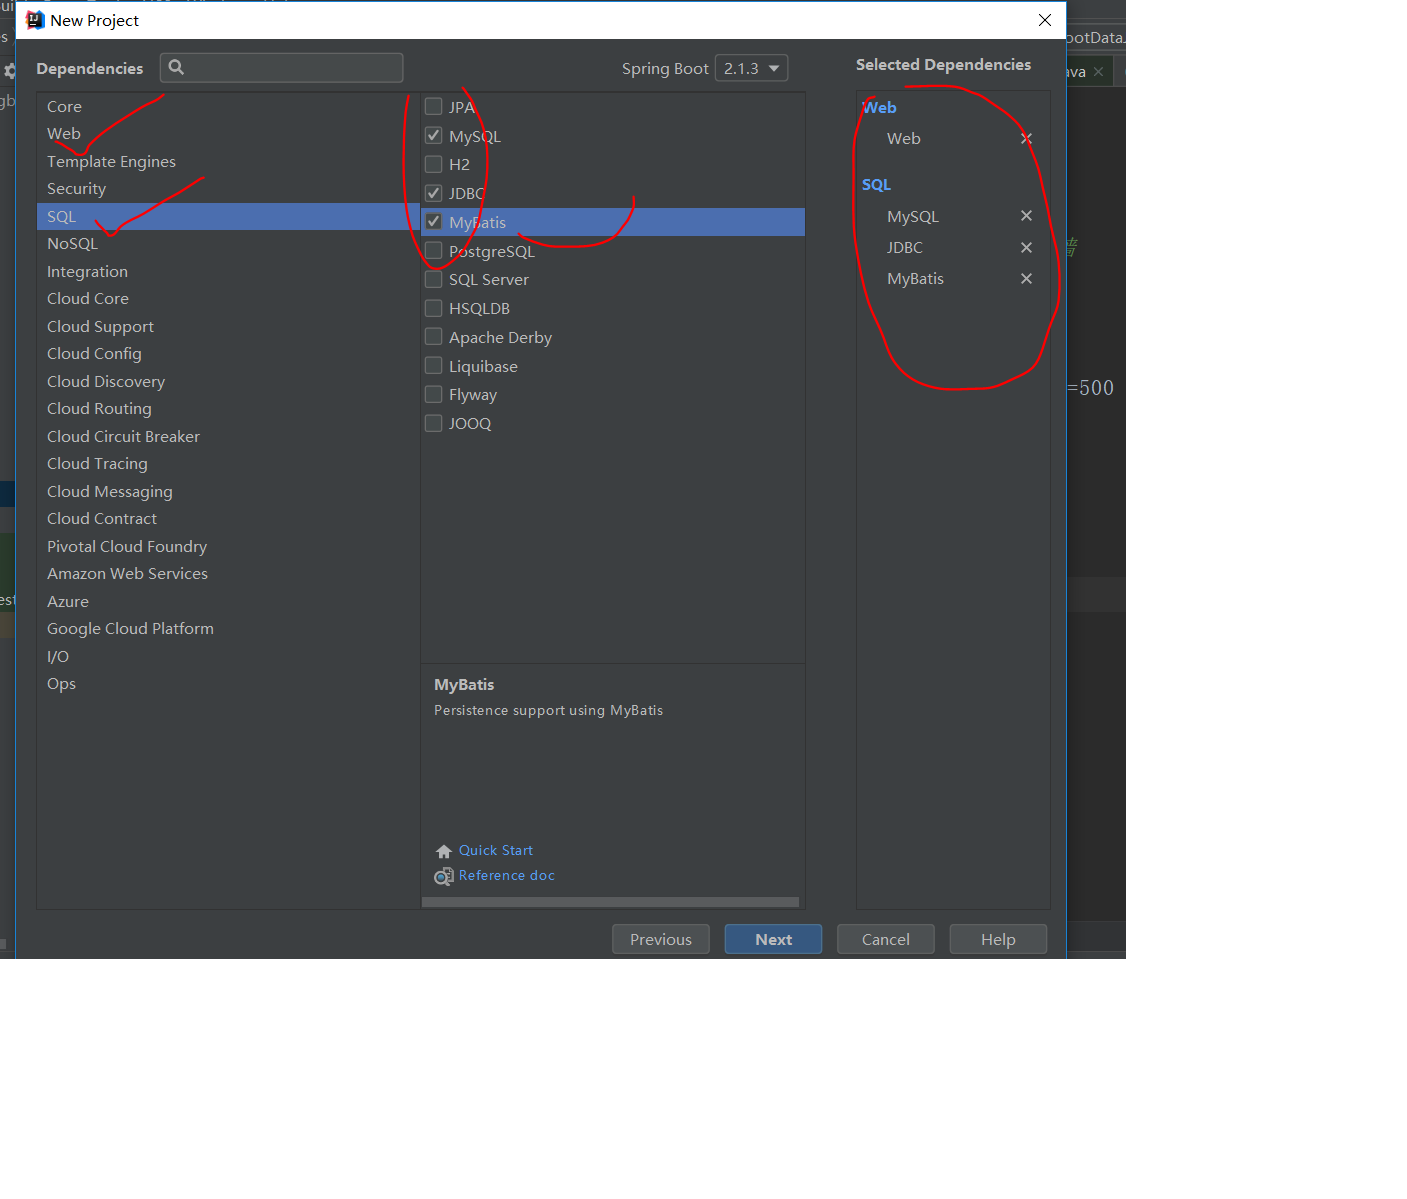 New Project
Dependencies
Spring Boot 2.1.3
Selected Dependencies
Core
Web
Template Engines
Security
SQL
NoSQL
Integration
Cloud Core
Cloud Support
Cloud Config
Cloud Discovery
Cloud Routing
Cloud Circuit Breaker
Cloud Tracing
Cloud Messaging
Cloud Contract
Pivotal Cloud Foundry
Amazon Web Services
Azure
Google Cloud Platform
I/O
Ops
JPA
MySQL
H2
JDBC
MyBatis
PostgreSQL
SQL Server
HSQLDB
Apache Derby
Liquibase
Flyway
JOOQ
MyBatis
Persistence support using MyBatis
Quick Start
Reference doc
Web
Web
SQL
MySQL
JDBC
MyBatis
Previous
Next
Cancel
Help
ootData.
ava
=500